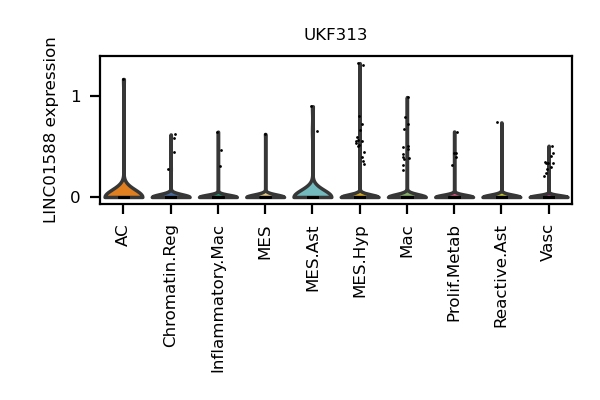 UKF313
LINC01588 expression
1
0
AC
Chromatin.Reg
Inflammatory.Mac
MES
MES.Ast
MES.Hyp
Mac
Prolif.Metab
Reactive.Ast
Vasc